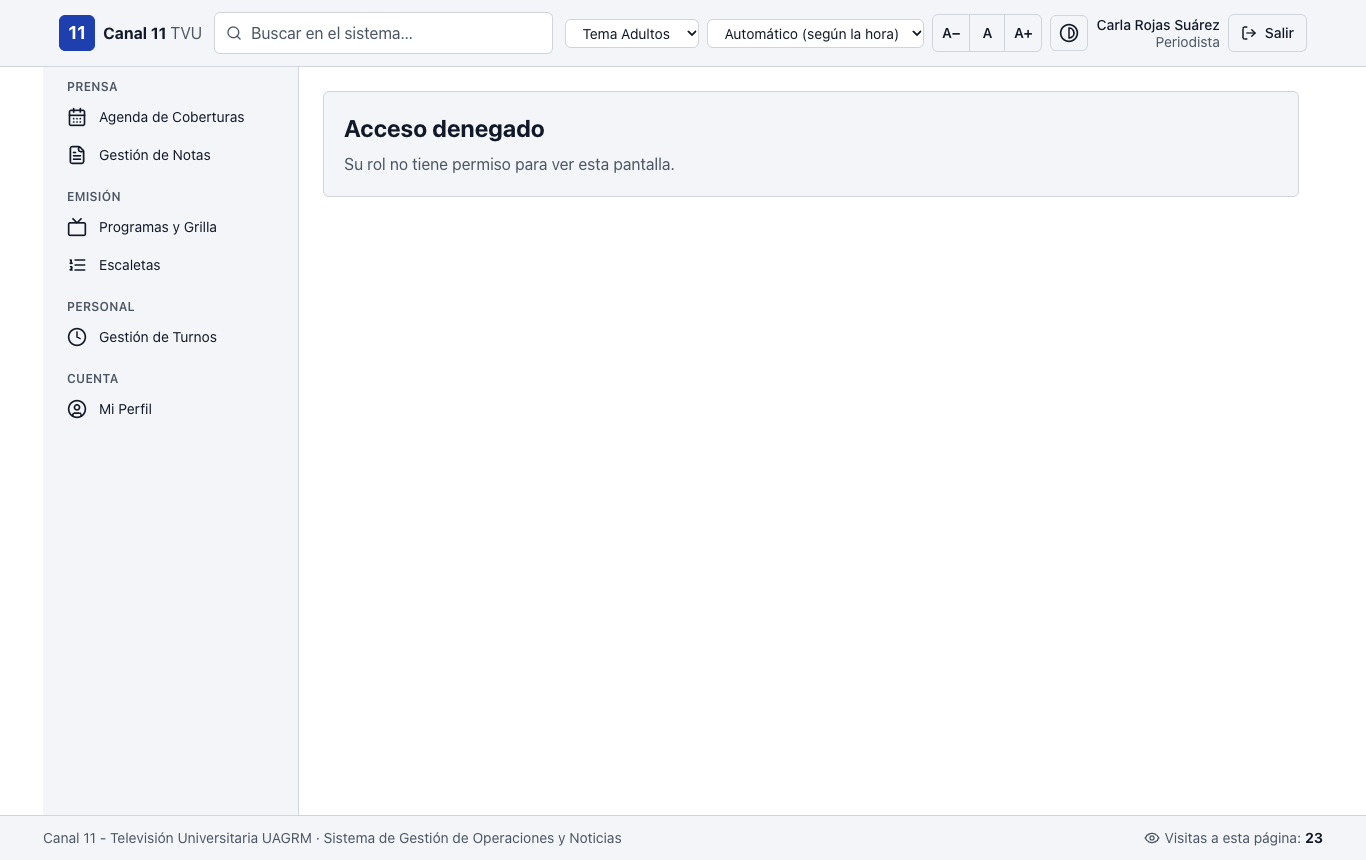 11 Canal 11 TVU
Buscar en el sistema...
Tema Adultos
Automático (según la hora)
A− A A+
Carla Rojas Suárez
Periodista
Salir
PRENSA
Agenda de Coberturas
Gestión de Notas
EMISIÓN
Programas y Grilla
Escaletas
PERSONAL
Gestión de Turnos
CUENTA
Mi Perfil
Acceso denegado
Su rol no tiene permiso para ver esta pantalla.
Canal 11 - Televisión Universitaria UAGRM · Sistema de Gestión de Operaciones y Noticias
Visitas a esta página: 23